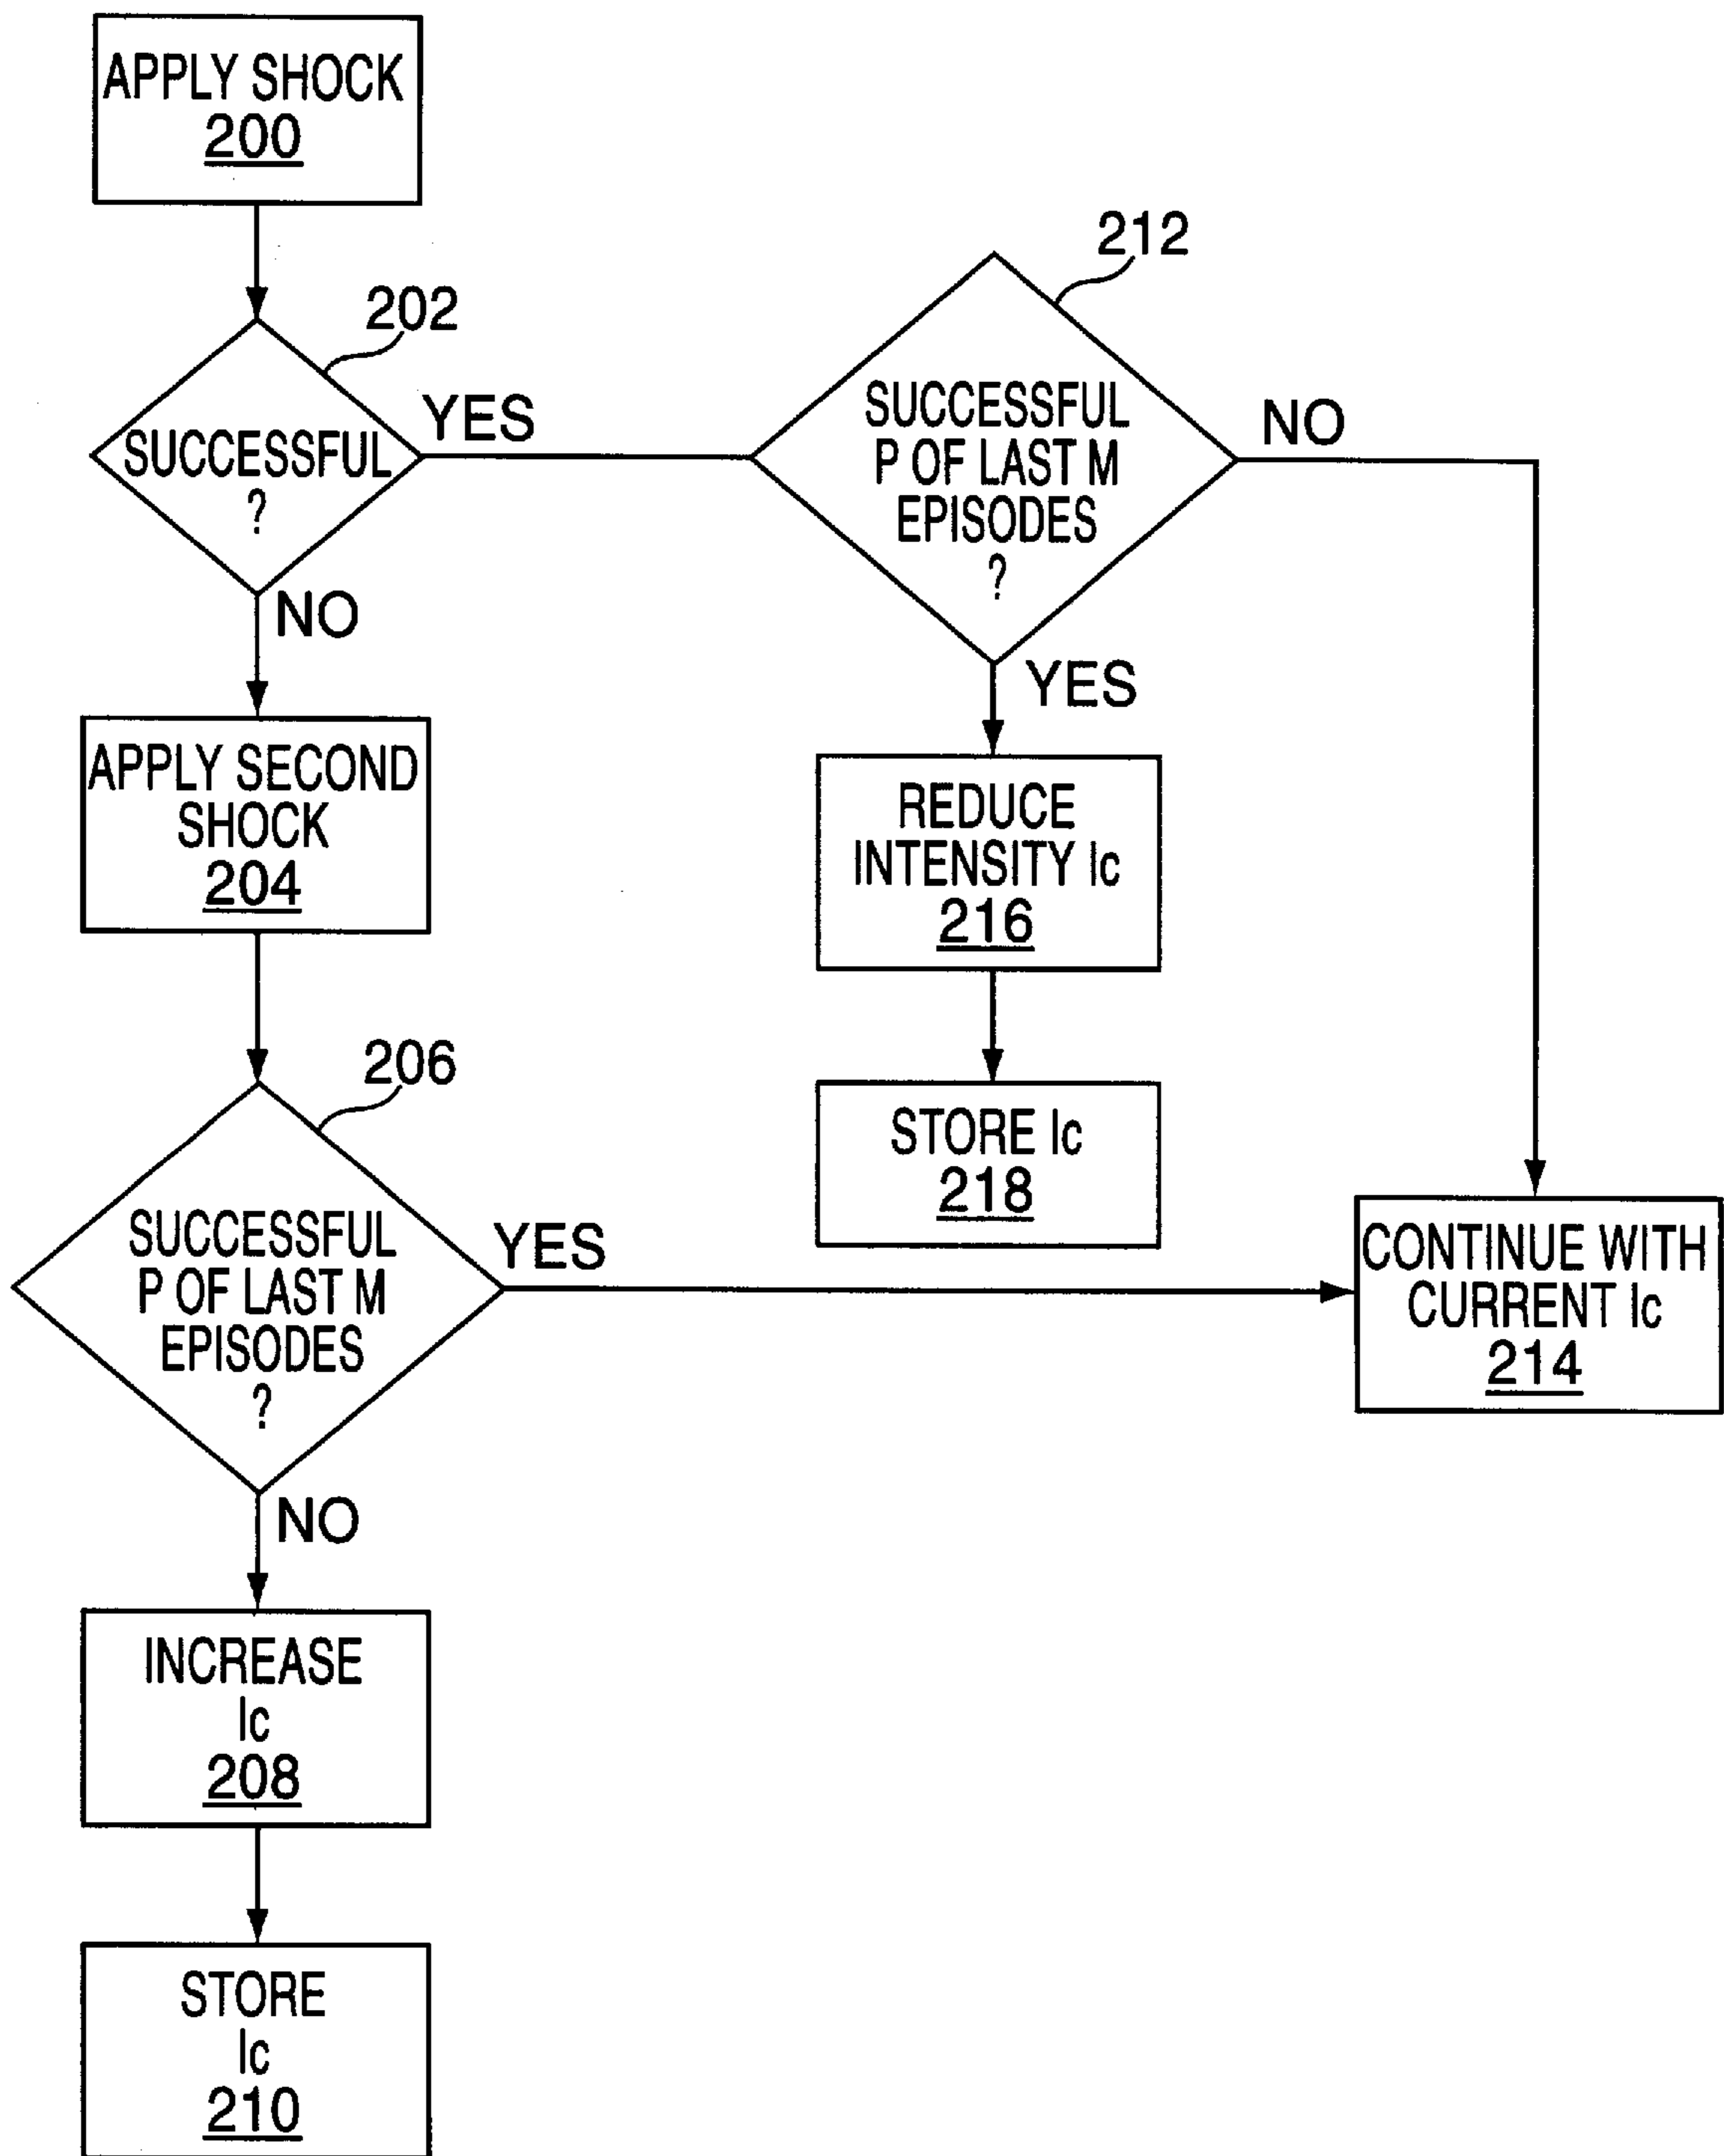 APPLY SHOCK
200
202
SUCCESSFUL
?
YES
NO
212
SUCCESSFUL
P OF LAST M
EPISODES
?
NO
YES
APPLY SECOND
SHOCK
204
REDUCE
INTENSITY Ic
216
STORE Ic
218
206
SUCCESSFUL
P OF LAST M
EPISODES
?
YES
NO
CONTINUE WITH
CURRENT Ic
214
INCREASE
Ic
208
STORE
Ic
210